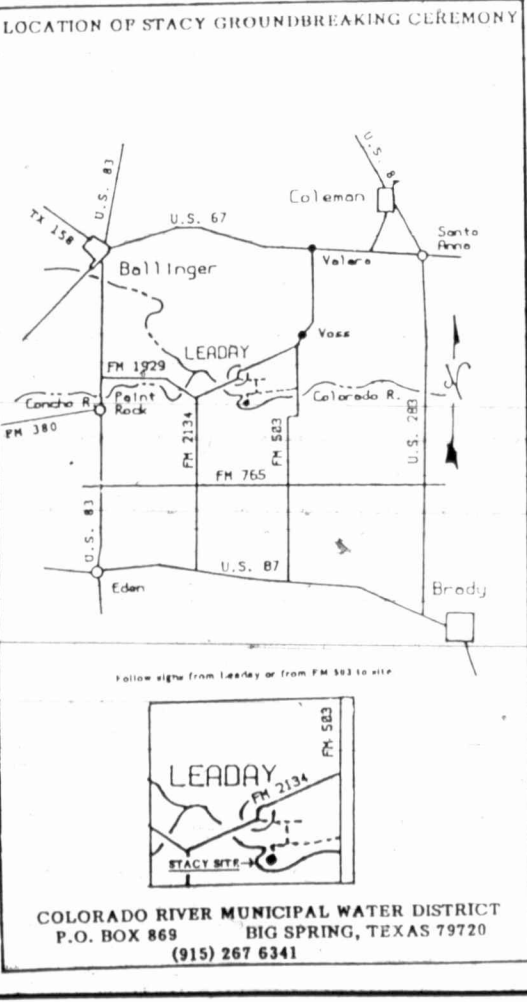 LOCATION OF STACY GROUNDBREAKING CEREMONY
U.S. 83
U.S. 8
Coleman
TX 158
U.S. 67
Santa
Anna
Ballinger
Valera
Voss
LEADAY
FM 1929
Concho R.
Paint
Rock
Colorado R.
FM 380
FM 2134
FM 503
U.S. 283
FM 765
U.S. 83
U.S. 87
Eden
Brady
N
Follow signs from Leaday or from FM 503 to site
FM 503
LEADAY
FM 2134
STACY SITE
COLORADO RIVER MUNICIPAL WATER DISTRICT
P.O. BOX 869 BIG SPRING, TEXAS 79720
(915) 267 6341